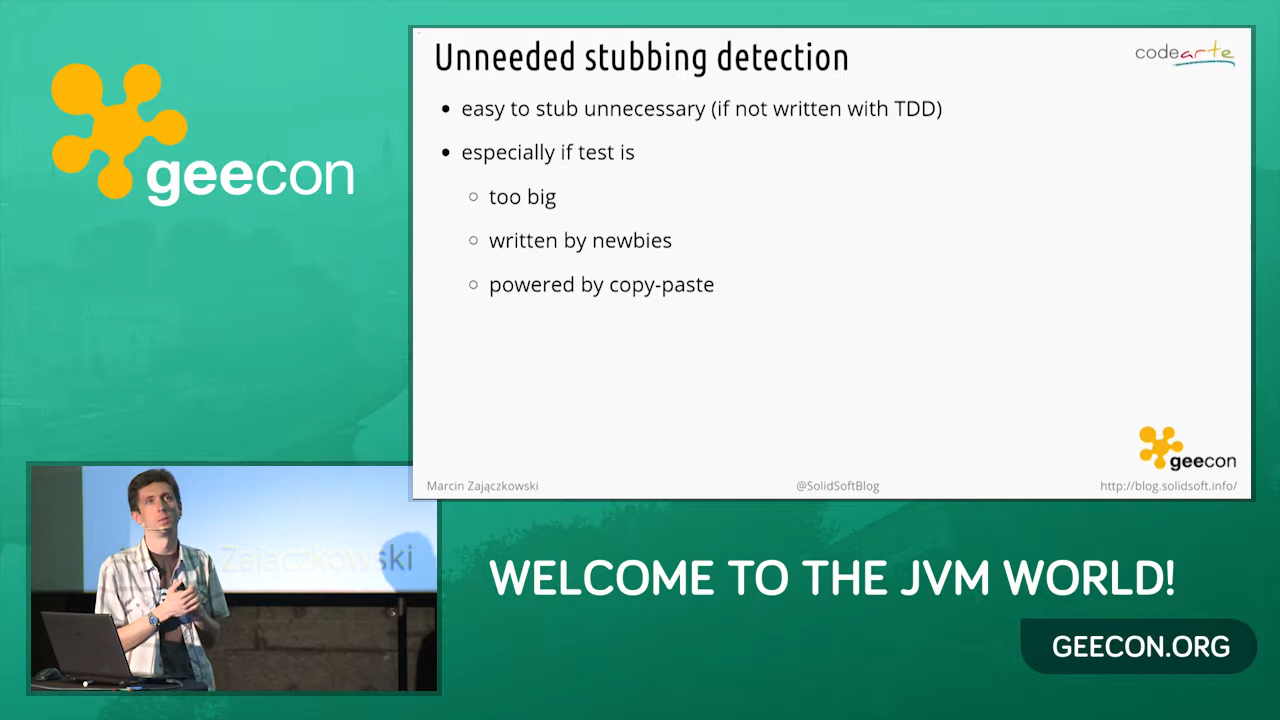 geecon
Unneeded stubbing detection
codearte
easy to stub unnecessary (if not written with TDD)
especially if test is
too big
written by newbies
powered by copy-paste
geecon
Marcin Zajączkowski
@SolidSoftBlog
http://blog.solidsoft.info/
Zajaczkowski
WELCOME TO THE JVM WORLD!
GEECON.ORG